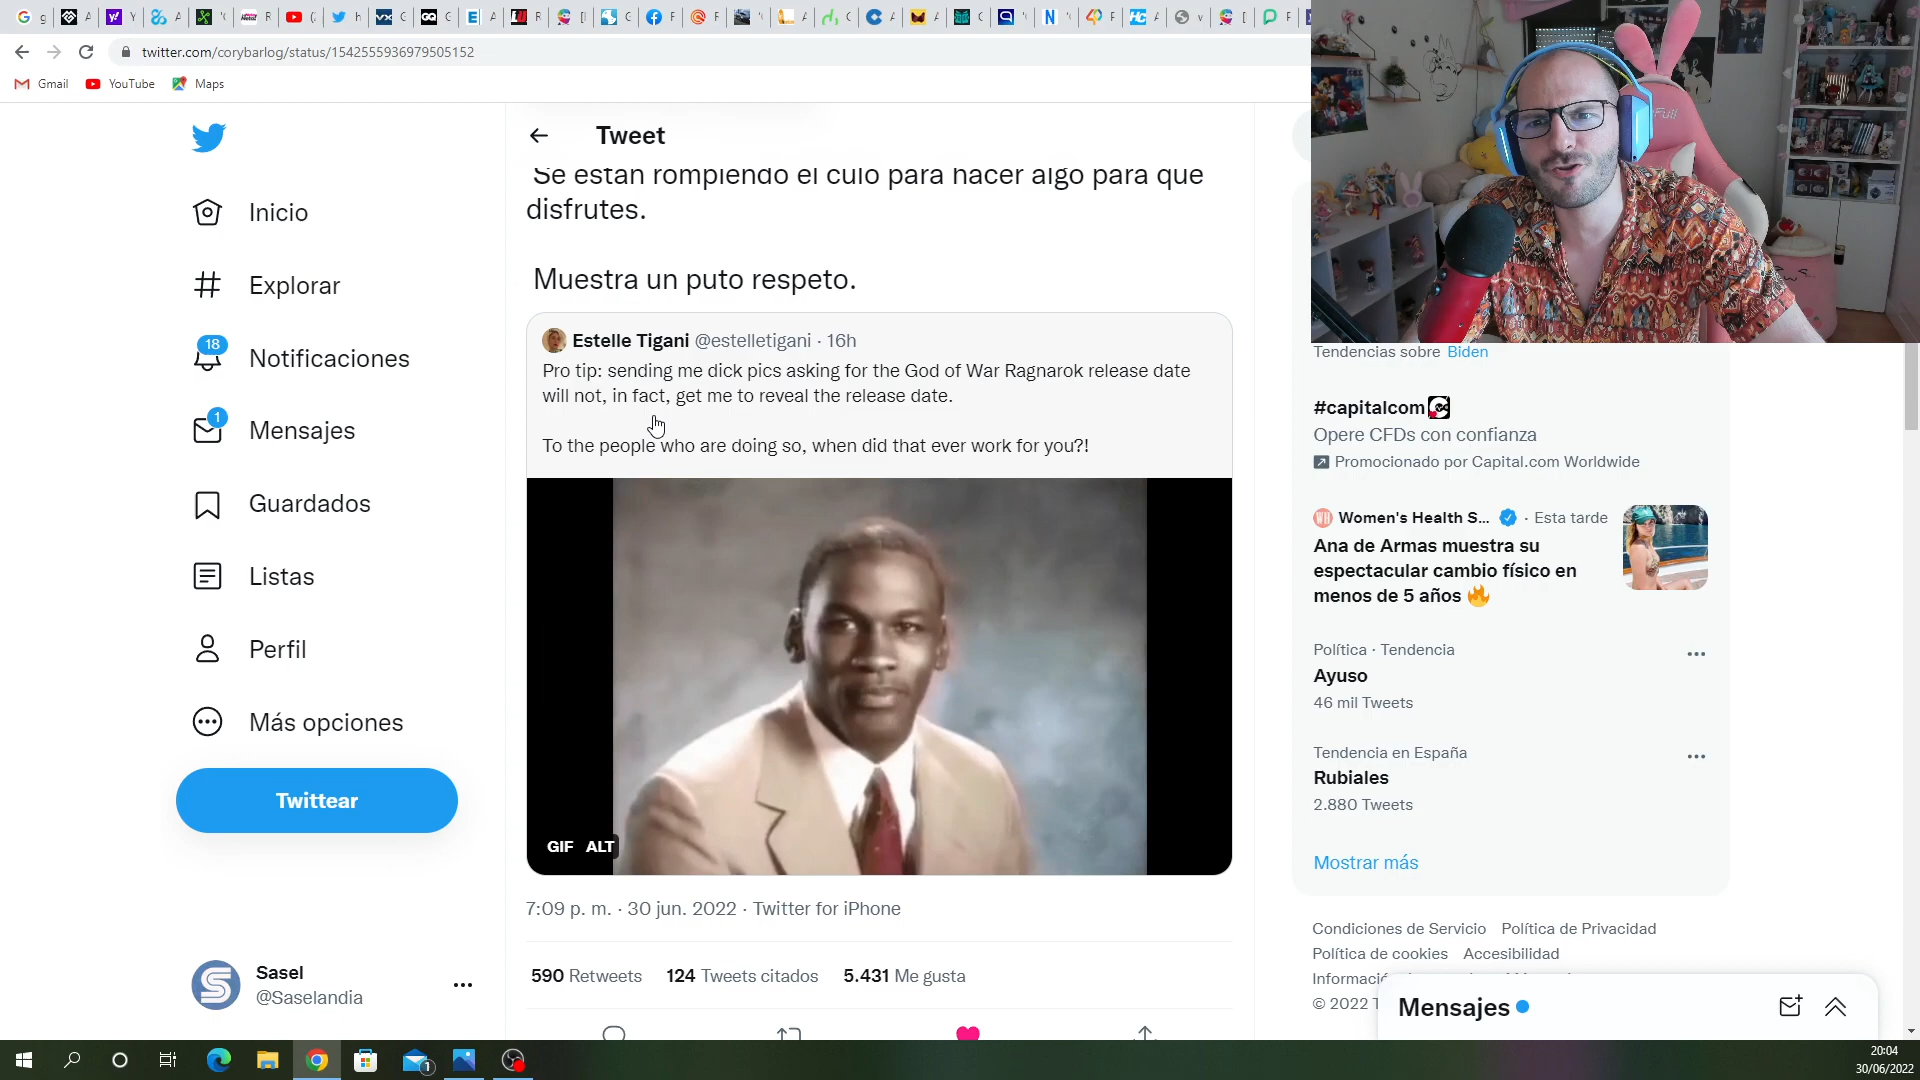 twitter.com/corybarlog/status/1542555936979505152
Gmail
YouTube
Maps
Tweet
Se están rompiendo el culo para hacer algo para que
disfrutes.
Muestra un puto respeto.
Estelle Tigani @estelletigani · 16h
Pro tip: sending me dick pics asking for the God of War Ragnarok release date
will not, in fact, get me to reveal the release date.
To the people who are doing so, when did that ever work for you?!
GIF ALT
7:09 p. m. · 30 jun. 2022 · Twitter for iPhone
590 Retweets 124 Tweets citados 5.431 Me gusta
Inicio
Explorar
18
Notificaciones
1
Mensajes
Guardados
Listas
Perfil
Más opciones
Twittear
Sasel
@Saselandia
Tendencias sobre Biden
#capitalcom
Opere CFDs con confianza
Promocionado por Capital.com Worldwide
Women's Health S... · Esta tarde
Ana de Armas muestra su
espectacular cambio físico en
menos de 5 años
Política · Tendencia
Ayuso
46 mil Tweets
Tendencia en España
Rubiales
2.880 Tweets
Mostrar más
Condiciones de Servicio Política de Privacidad
Política de cookies Accesibilidad
© 2022
Mensajes
1
20:04
30/06/2022